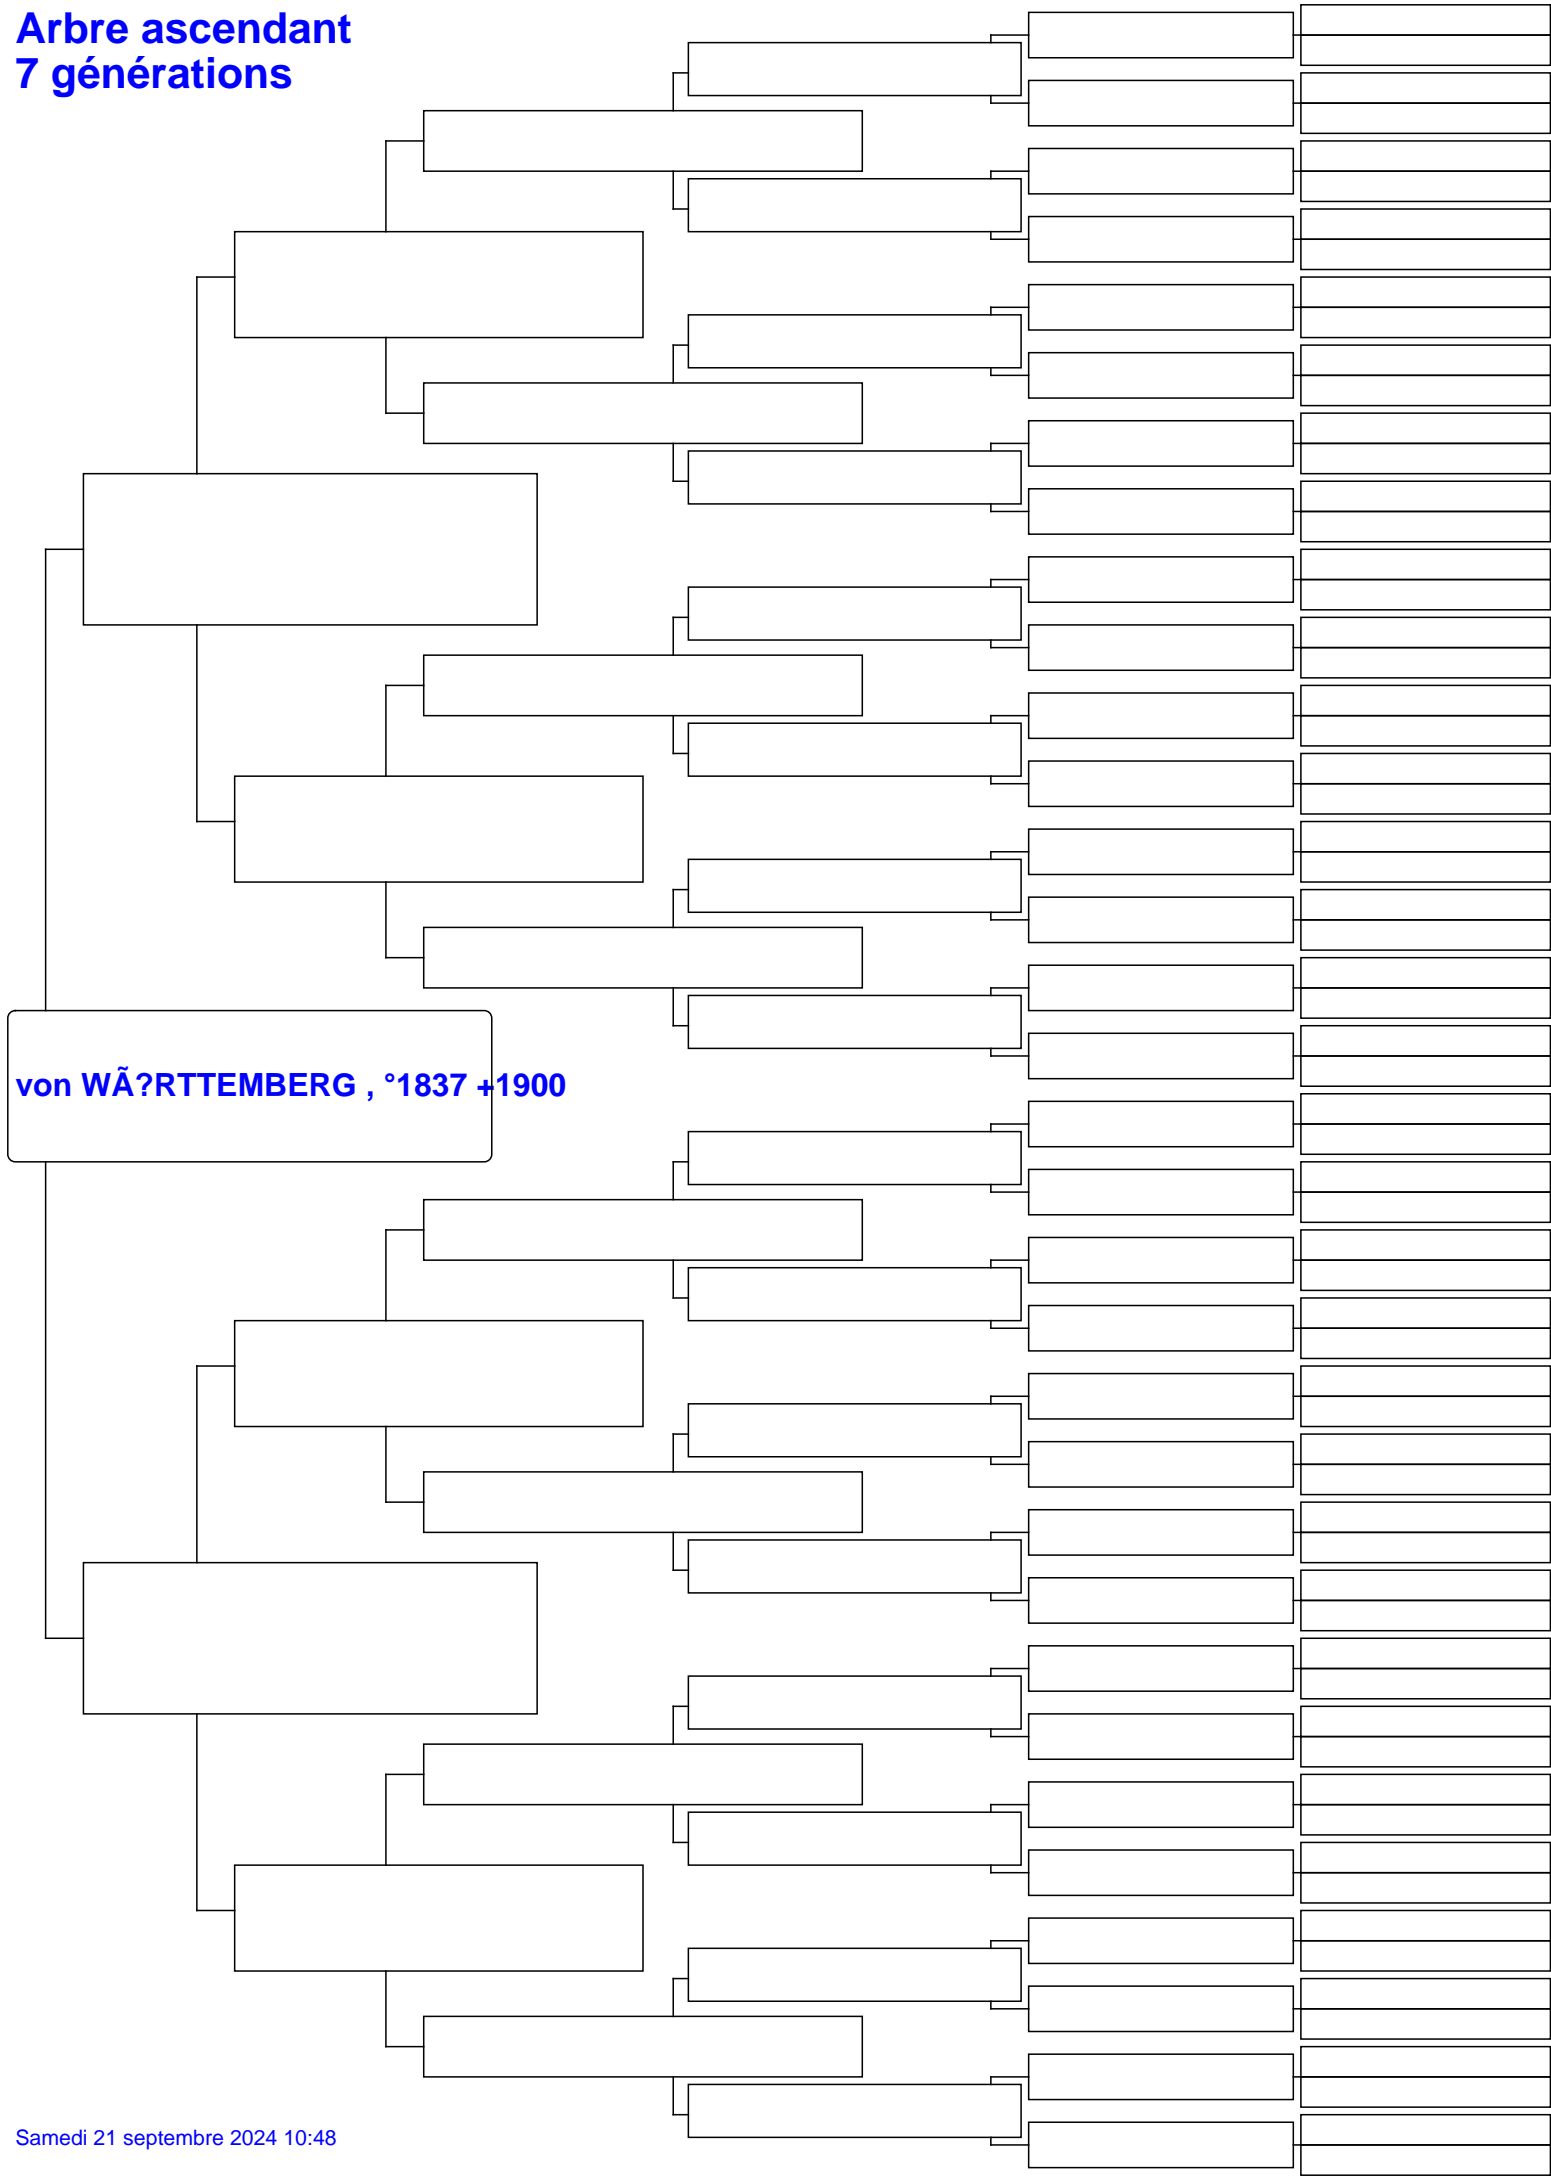 Arbre ascendant
7 générations
von WÃ?RTTEMBERG , °1837 +1900
Samedi 21 septembre 2024 10:48